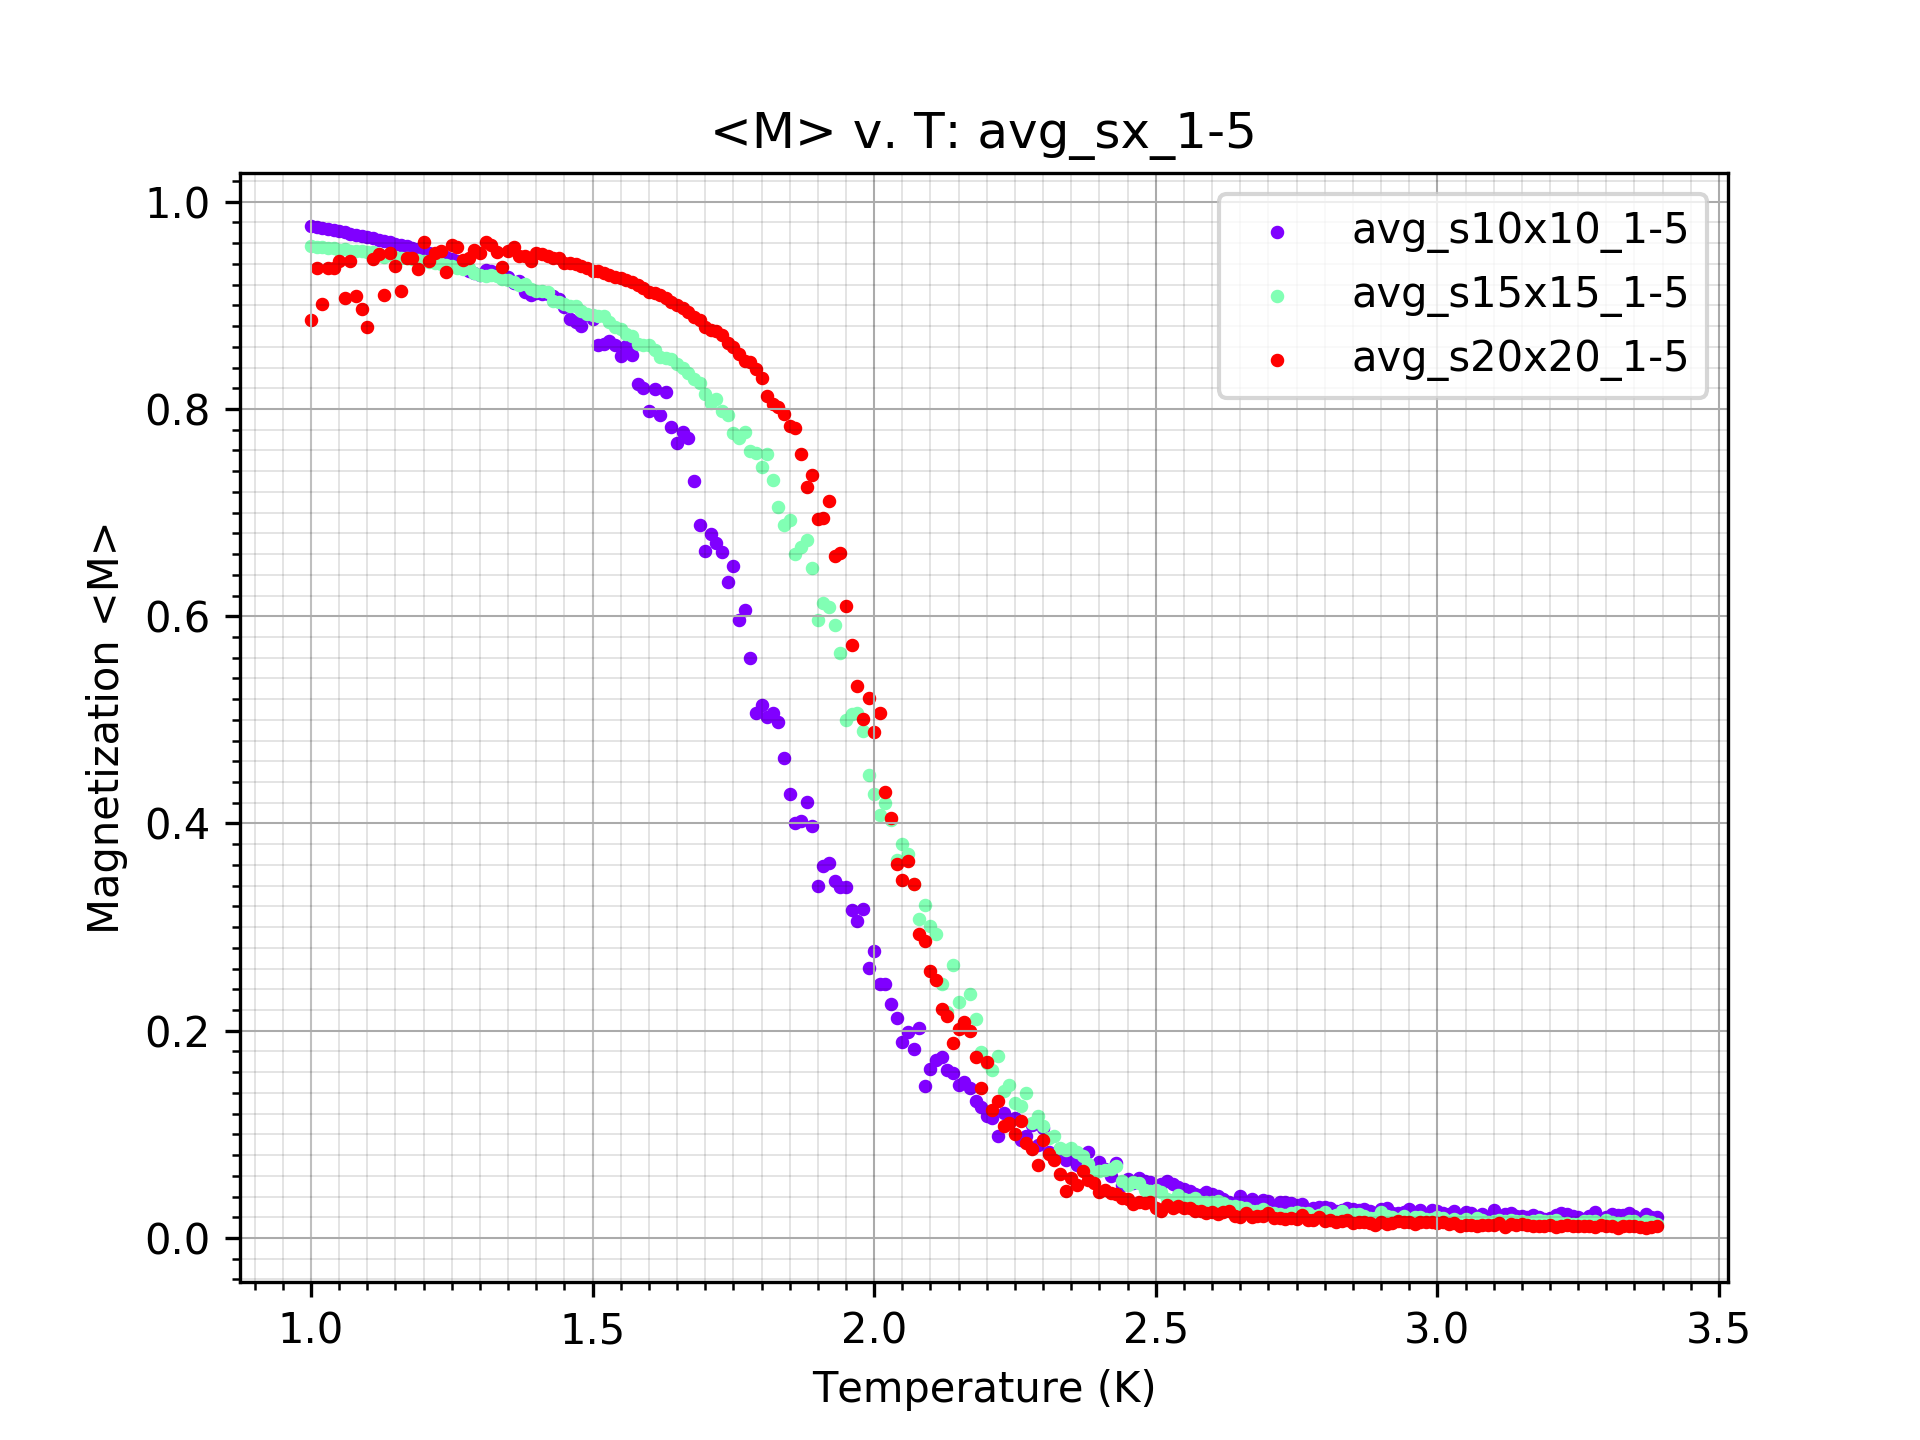 <M> v. T: avg_sx_1-5
avg_s10x10_1-5
avg_s15x15_1-5
avg_s20x20_1-5
Magnetization <M>
1.0
0.8
0.6
0.4
0.2
0.0
1.0 1.5 2.0 2.5 3.0 3.5
Temperature (K)